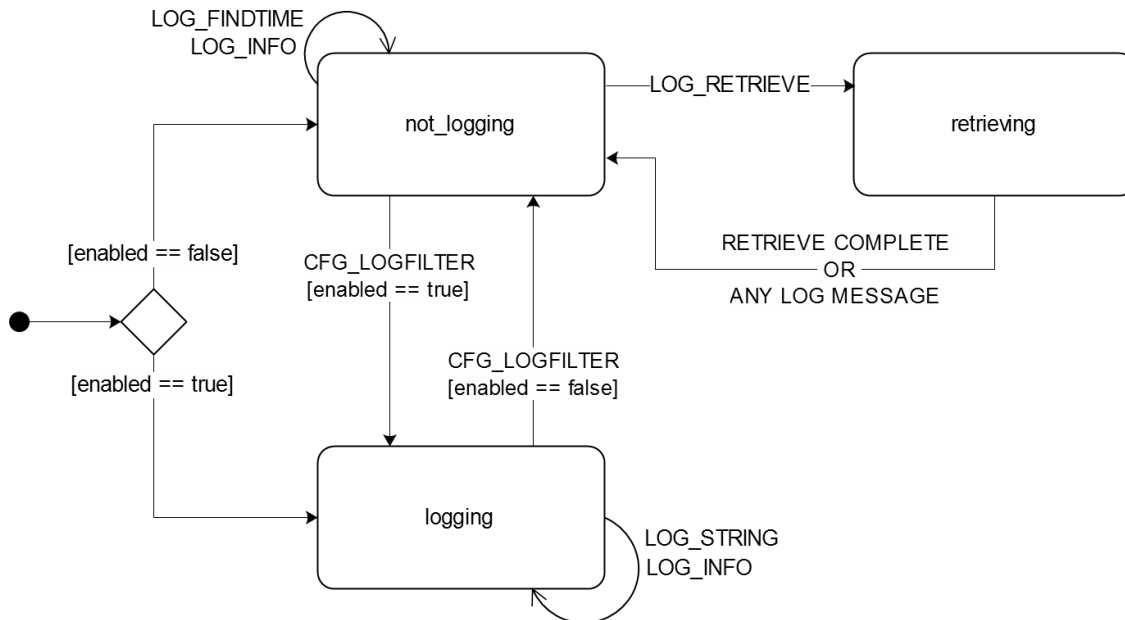 LOG_FINDTIME
LOG_INFO
not_logging
LOG_RETRIEVE
retrieving
[enabled == false]
CFG_LOGFILTER
[enabled == true]
RETRIEVE COMPLETE
OR
ANY LOG MESSAGE
[enabled == true]
CFG_LOGFILTER
[enabled == false]
logging
LOG_STRING
LOG_INFO